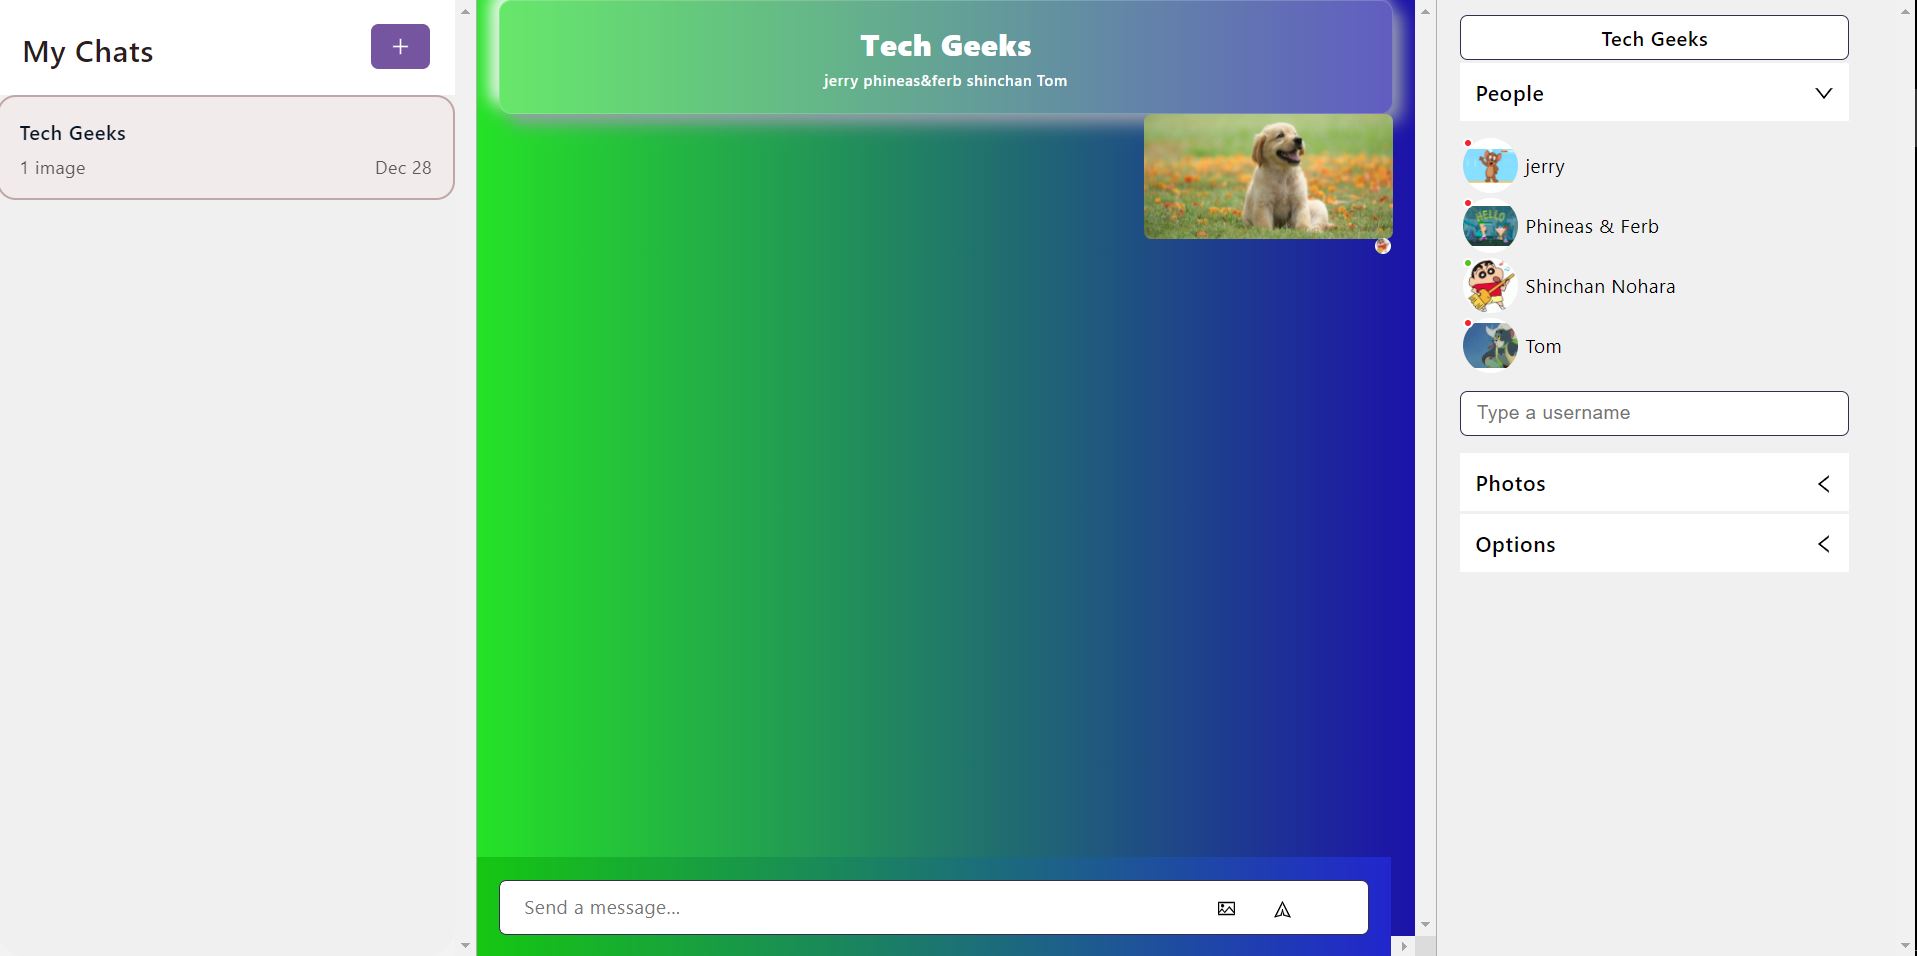 My Chats
+
Tech Geeks
1 image
Dec 28
Tech Geeks
jerry phineas&ferb shinchan Tom
Send a message...
Tech Geeks
People
jerry
HELLO
Phineas & Ferb
Shinchan Nohara
Tom
Type a username
Photos
Options